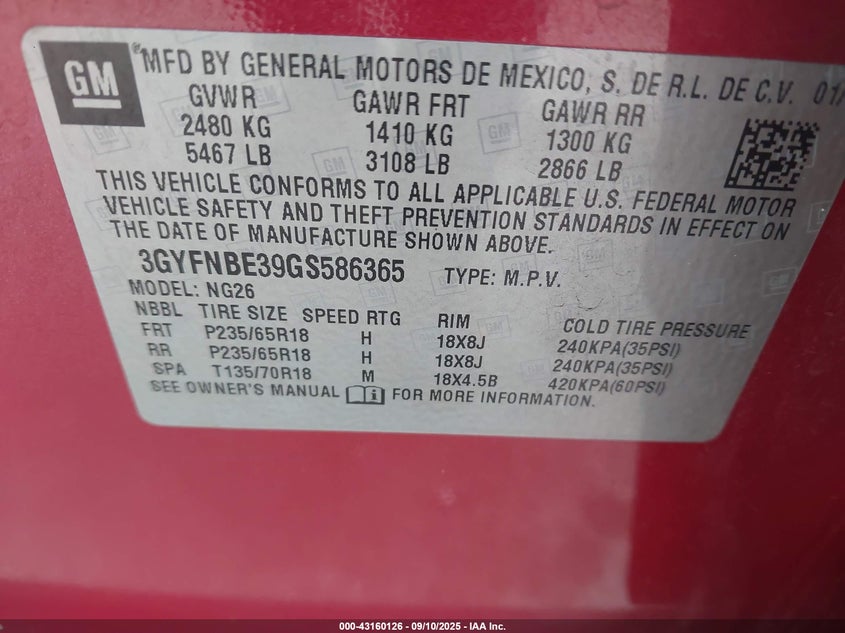 GM
MFD BY GENERAL MOTORS DE MEXICO, S. DE R.L. DE C.V. 01/
GVWR GAWR FRT GAWR RR
2480 KG 1410 KG 1300 KG
5467 LB 3108 LB 2866 LB
THIS VEHICLE CONFORMS TO ALL APPLICABLE U.S. FEDERAL MOTOR
VEHICLE SAFETY AND THEFT PREVENTION STANDARDS IN EFFECT ON
THE DATE OF MANUFACTURE SHOWN ABOVE.
3GYFNBE39GS586365 TYPE: M.P.V.
MODEL: NG26
NBBL TIRE SIZE SPEED RTG RIM COLD TIRE PRESSURE
FRT P235/65R18 H 18X8J 240KPA(35PSI)
RR P235/65R18 H 18X8J 240KPA(35PSI)
SPA T135/70R18 M 18X4.5B 420KPA(60PSI)
SEE OWNER'S MANUAL FOR MORE INFORMATION.
000-43160126 - 09/10/2025 - IAA Inc.